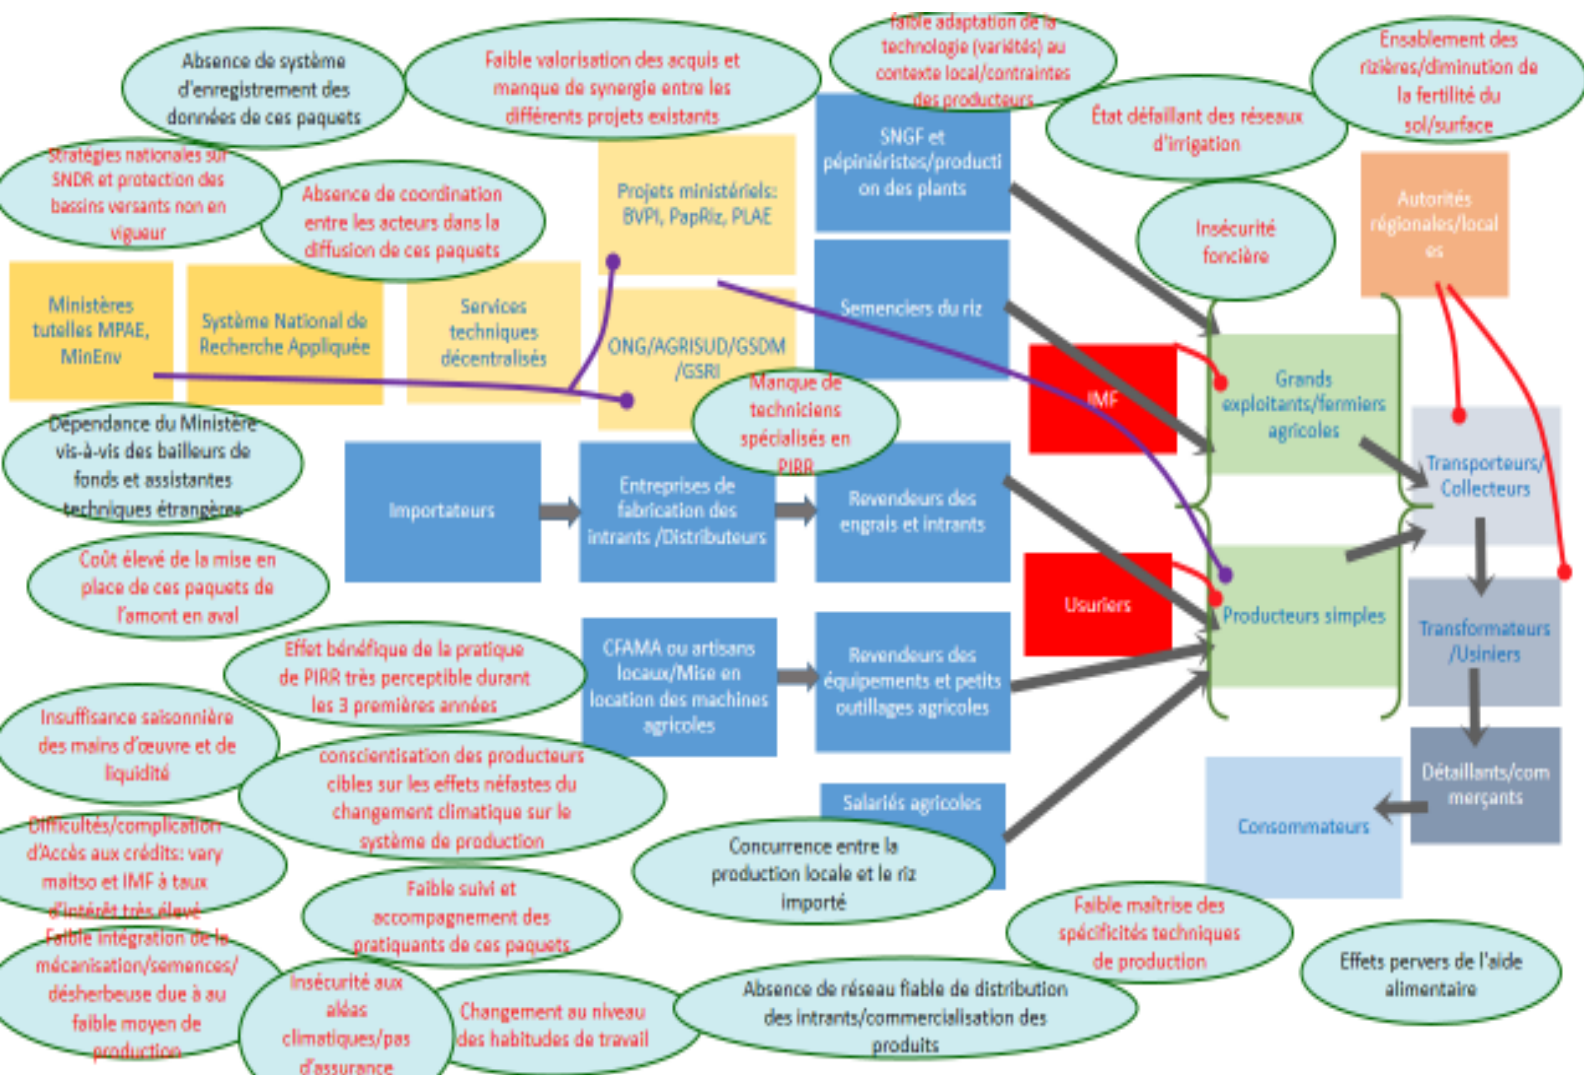 Absence de système
d'enregistrement des
données de ces paquets
Faible valorisation des acquis et
manque de synergie entre les
différents projets existants
faible adaptation de la
technologie (variétés) au
contexte local/contraintes
des producteurs
Ensablement des
rizières/diminution de
la fertilité du
sol/surface
État défaillant des réseaux
d'irrigation
Stratégies nationales sur
SNDR et protection des
bassins versants non en
vigueur
Absence de coordination
entre les acteurs dans la
diffusion de ces paquets
Projets ministériels:
BVPI, PapRiz, PLAE
SNGF et
pépiniéristes/producti
on des plants
Insécurité
foncière
Autorités
régionales/local
es
Ministères
tutelles MPAE,
MinEnv
Système National de
Recherche Appliquée
Services
techniques
décentralisés
ONG/AGRISUD/GSDM
/GSRI
Semenciers du riz
Manque de
techniciens
spécialisés en
PIRR
IMF
Grands
exploitants/fermiers
agricoles
Transporteurs/
Collecteurs
Dépendance du Ministère
vis-à-vis des bailleurs de
fonds et assistantes
techniques étrangères
Importateurs
Entreprises de
fabrication des
intrants /Distributeurs
Revendeurs des
engrais et intrants
Coût élevé de la mise en
place de ces paquets de
l'amont en aval
Usuriers
Producteurs simples
Transformateurs
/Usiniers
Effet bénéfique de la pratique
de PIRR très perceptible durant
les 3 premières années
CFAMA ou artisans
locaux/Mise en
location des machines
agricoles
Revendeurs des
équipements et petits
outillages agricoles
Insuffisance saisonnière
des mains d'œuvre et de
liquidité
conscientisation des producteurs
cibles sur les effets néfastes du
changement climatique sur le
système de production
Salariés agricoles
Détaillants/com
merçants
Consommateurs
Difficultés/complication
d'Accès aux crédits: vary
maitso et IMF à taux
d'intérêt très élevé
Concurrence entre la
production locale et le riz
importé
Faible suivi et
accompagnement des
pratiquants de ces paquets
Faible maîtrise des
spécificités techniques
de production
Faible intégration de la
mécanisation/semences/
désherbeuse due à au
faible moyen de
production
Insécurité aux
aléas
climatiques/pas
d'assurance
Changement au niveau
des habitudes de travail
Absence de réseau fiable de distribution
des intrants/commercialisation des
produits
Effets pervers de l'aide
alimentaire